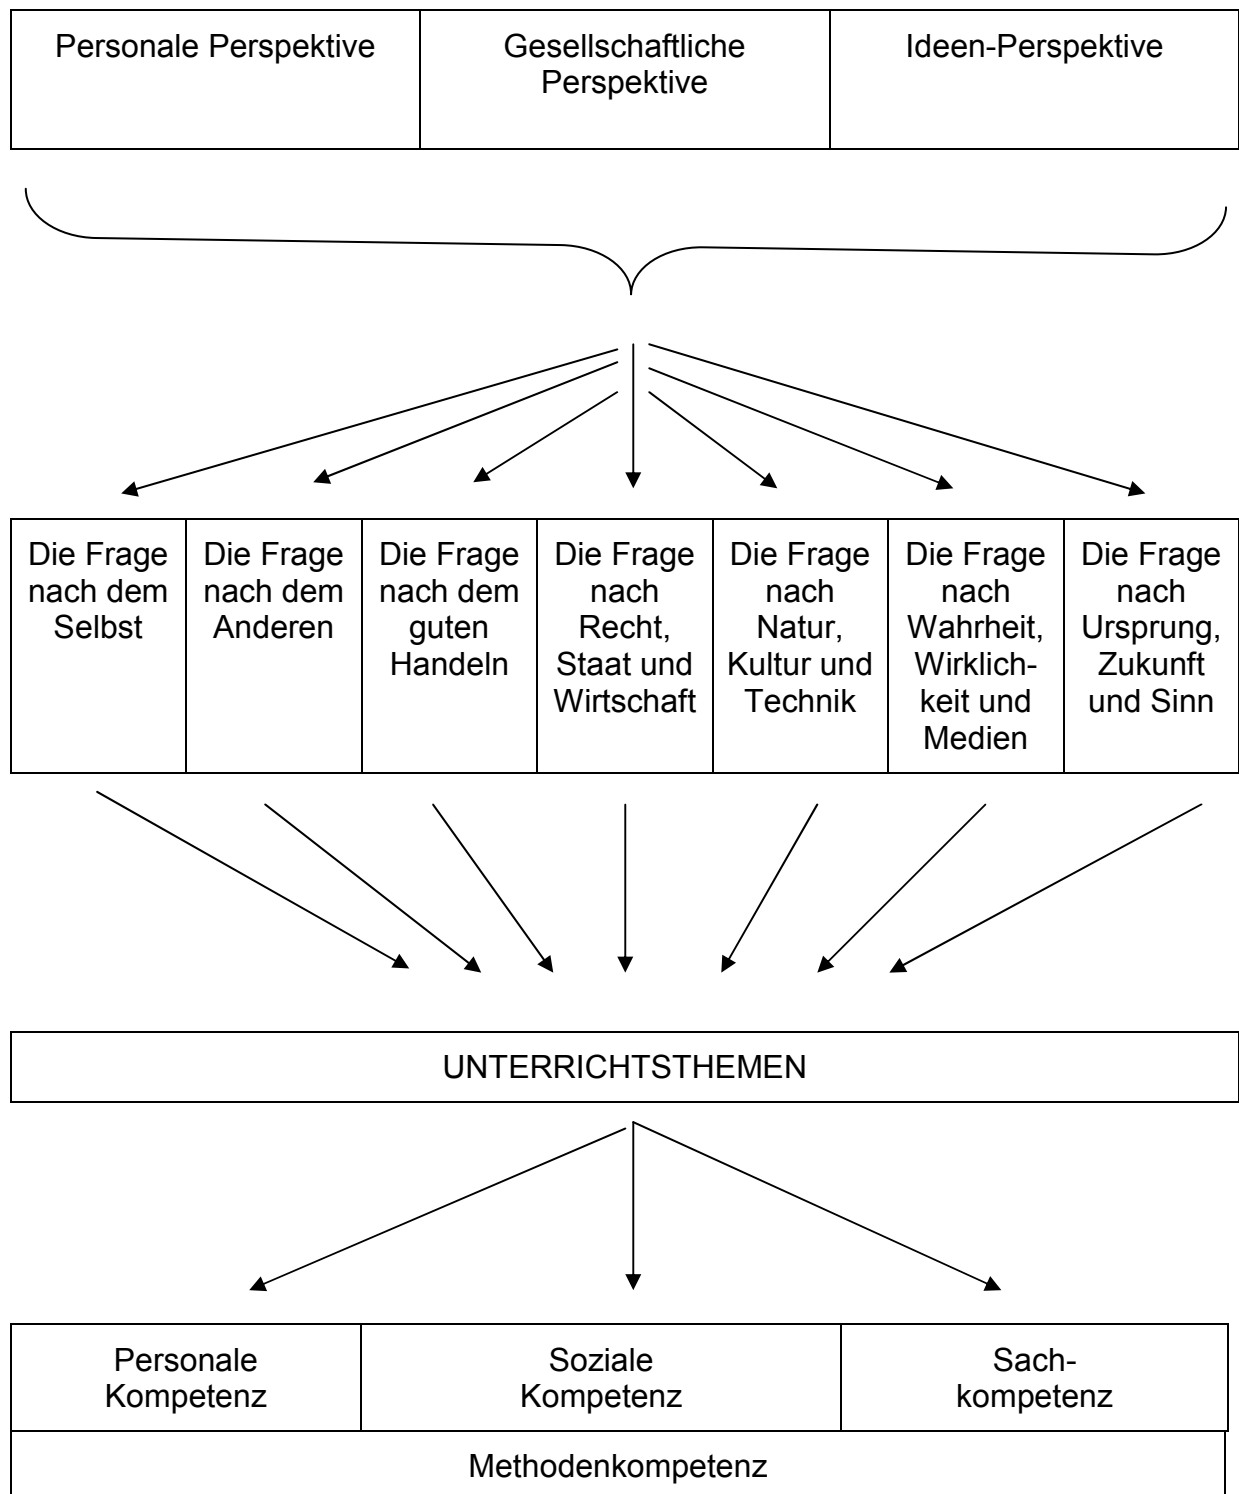 Personale Perspektive
Gesellschaftliche
Perspektive
Ideen-Perspektive
Die Frage
nach dem
Selbst
Die Frage
nach dem
Anderen
Die Frage
nach dem
guten
Handeln
Die Frage
nach
Recht,
Staat und
Wirtschaft
Die Frage
nach
Natur,
Kultur und
Technik
Die Frage
nach
Wahrheit,
Wirklich-
keit und
Medien
Die Frage
nach
Ursprung,
Zukunft
und Sinn
UNTERRICHTSTHEMEN
Personale
Kompetenz
Soziale
Kompetenz
Sach-
kompetenz
Methodenkompetenz